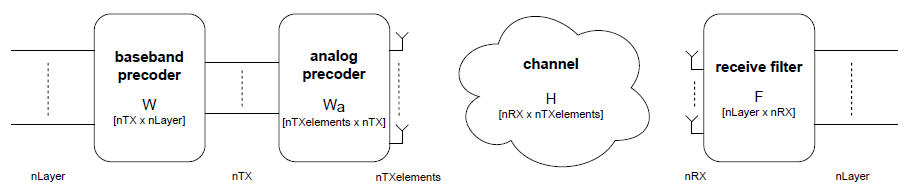 baseband
precoder
W
[nTX x nLayer]
analog
precoder
Wa
[nTXelements x nTX]
channel
H
[nRX x nTXelements]
receive filter
F
[nLayer x nRX]
nLayer
nTX
nTXelements
nRX
nLayer